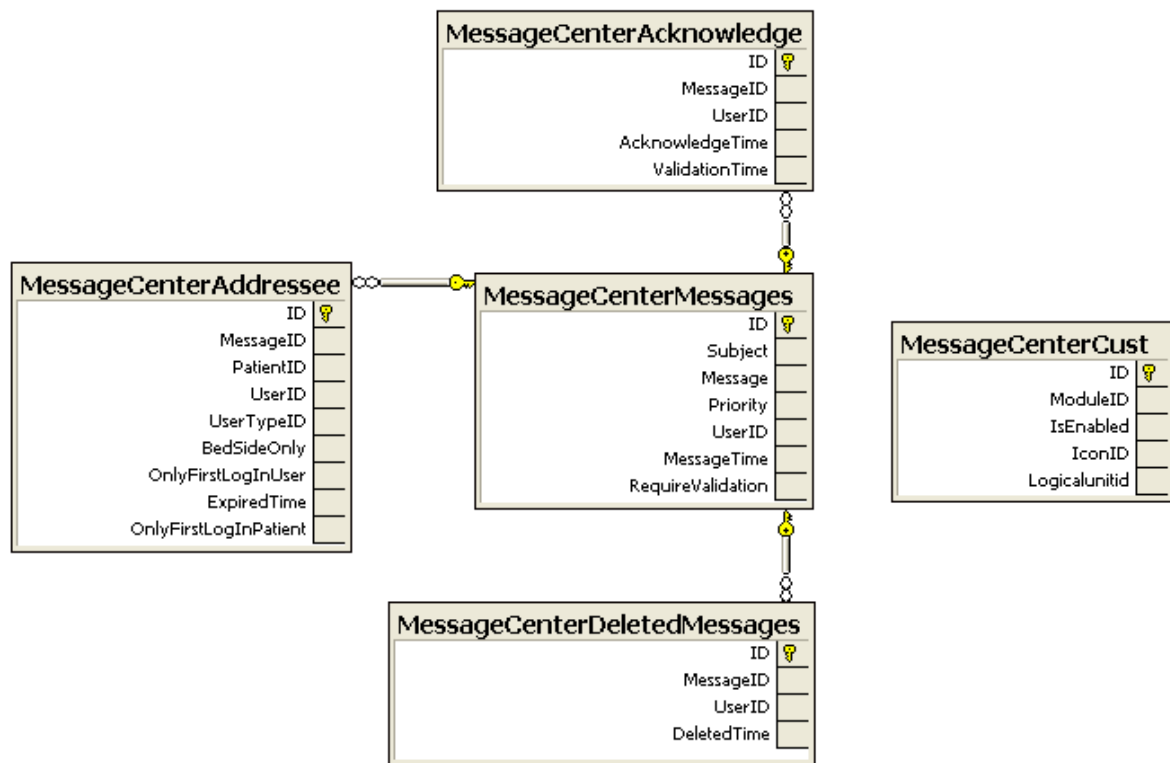 MessageCenterAcknowledge
ID
MessageID
UserID
AcknowledgeTime
ValidationTime
MessageCenterAddressee
ID
MessageID
PatientID
UserID
UserTypeID
BedSideOnly
OnlyFirstLogInUser
ExpiredTime
OnlyFirstLogInPatient
MessageCenterMessages
ID
Subject
Message
Priority
UserID
MessageTime
RequireValidation
MessageCenterCust
ID
ModuleID
IsEnabled
IconID
Logicalunitid
MessageCenterDeletedMessages
ID
MessageID
UserID
DeletedTime